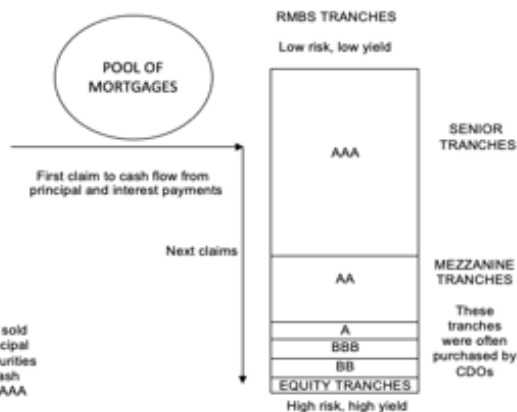 RMBS TRANCHES
Low risk, low yield
POOL OF
MORTGAGES
First claim to cash flow from
principal and interest payments
Next claims
AAA
AA
A
BBB
BB
EQUITY TRANCHES
High risk, high yield
SENIOR
TRANCHES
MEZZANINE
TRANCHES
These
tranches
were often
purchased by
CDOs
sold
AAA